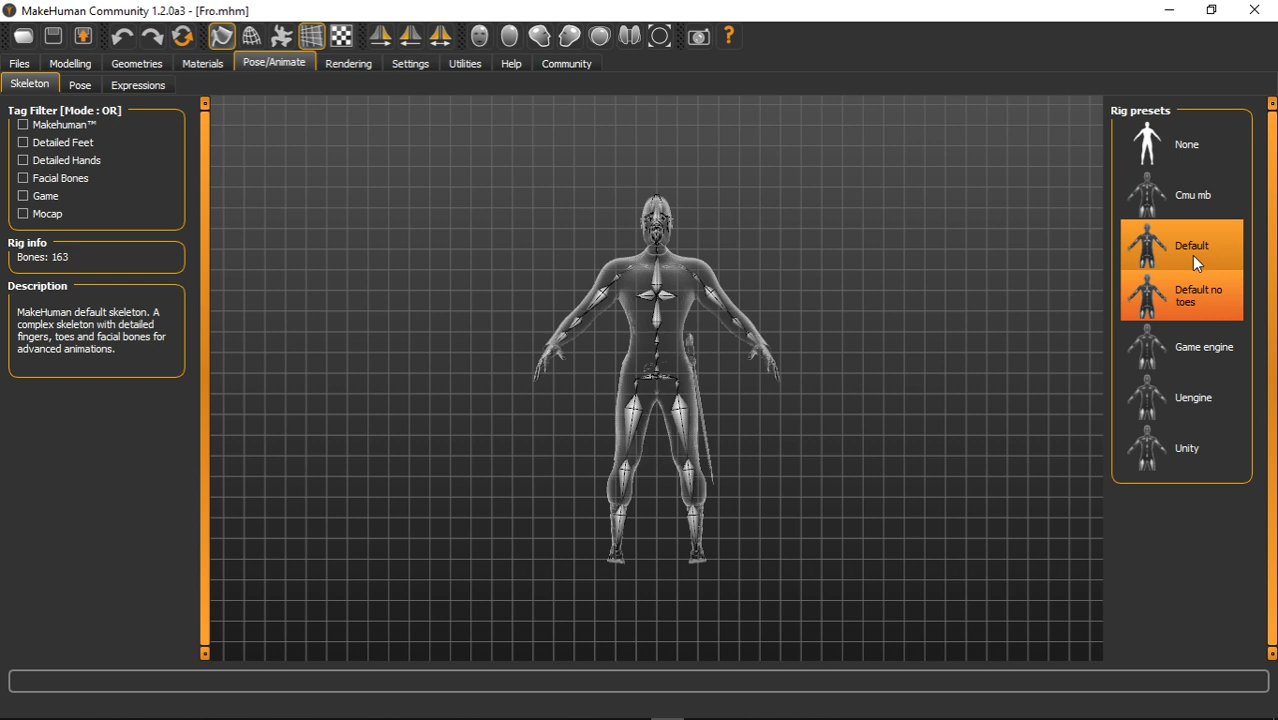 MakeHuman Community 1.2.0a3 - [Fro.mhm]
Files Modelling Geometries Materials Pose/Animate Rendering Settings Utilities Help Community
Skeleton Pose Expressions
Tag Filter [Mode : OR]
Makehuman™
Detailed Feet
Detailed Hands
Facial Bones
Game
Mocap
Rig info
Bones: 163
Description
MakeHuman default skeleton. A
complex skeleton with detailed
fingers, toes and facial bones for
advanced animations.
Rig presets
None
Cmu mb
Default
Default no
toes
Game engine
Uengine
Unity